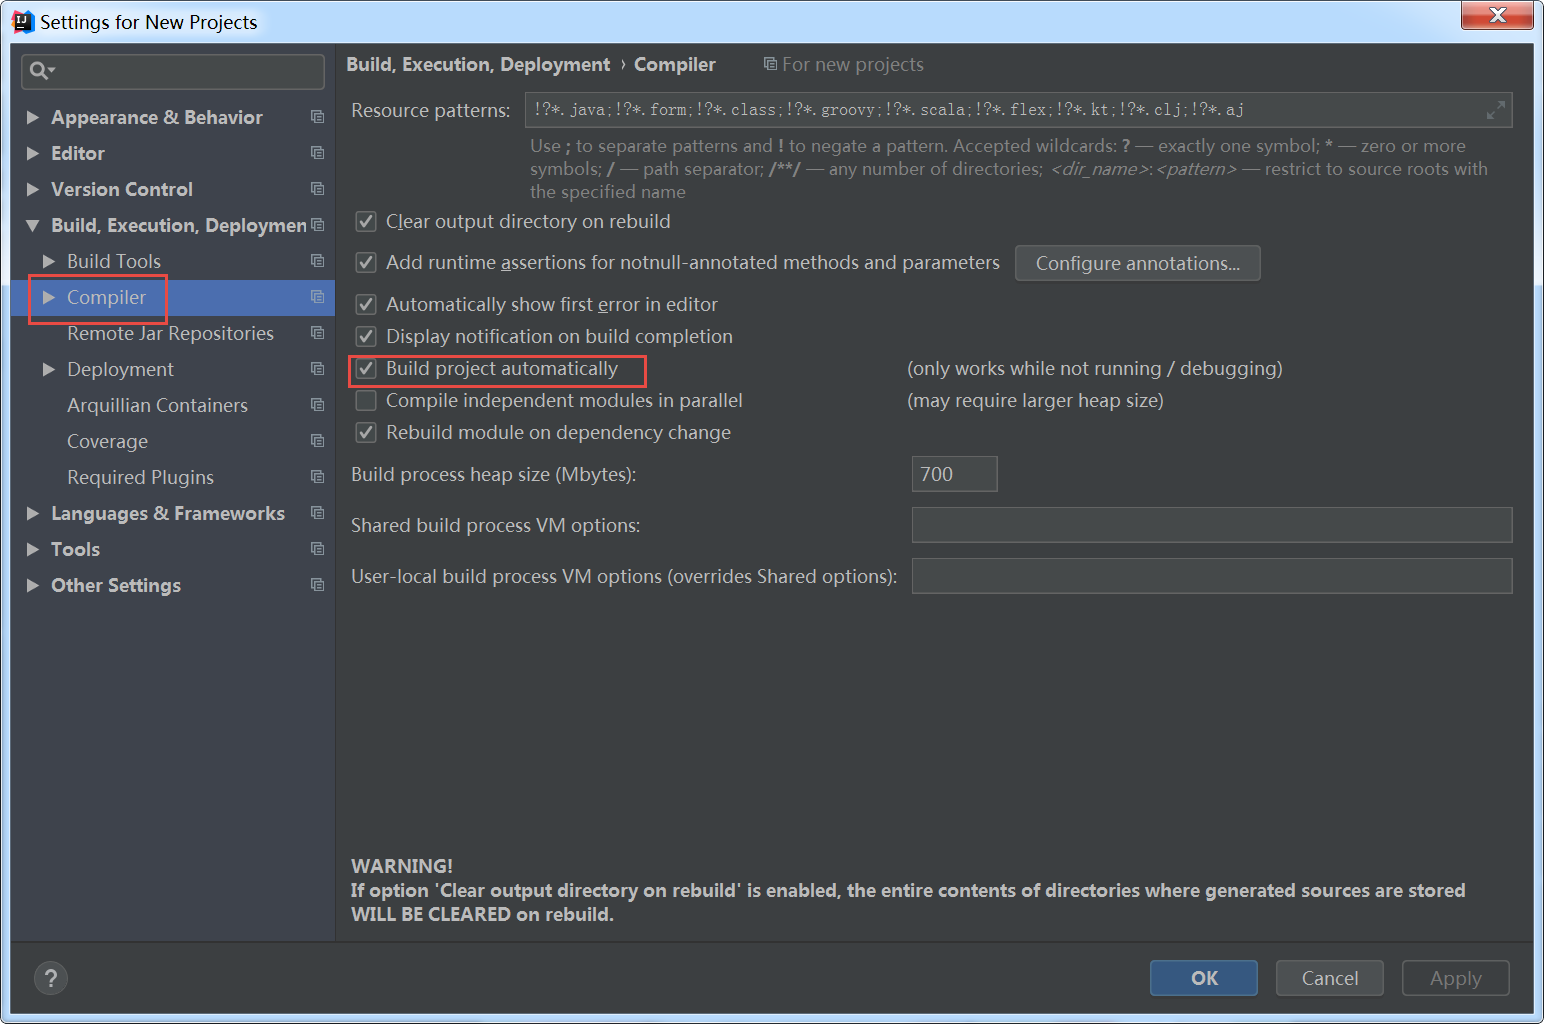 Settings for New Projects
Appearance & Behavior
Editor
Version Control
Build, Execution, Deploymen
Build Tools
Compiler
Remote Jar Repositories
Deployment
Arquillian Containers
Coverage
Required Plugins
Languages & Frameworks
Tools
Other Settings
Build, Execution, Deployment › Compiler For new projects
Resource patterns: !?*.java;!?*.form;!?*.class;!?*.groovy;!?*.scala;!?*.flex;!?*.kt;!?*.clj;!?*.aj
Use ; to separate patterns and ! to negate a pattern. Accepted wildcards: ? — exactly one symbol; * — zero or more
symbols; / — path separator; /**/ — any number of directories; <dir_name>:<pattern> — restrict to source roots with
the specified name
Clear output directory on rebuild
Add runtime assertions for notnull-annotated methods and parameters Configure annotations...
Automatically show first error in editor
Display notification on build completion
Build project automatically (only works while not running / debugging)
Compile independent modules in parallel (may require larger heap size)
Rebuild module on dependency change
Build process heap size (Mbytes): 700
Shared build process VM options:
User-local build process VM options (overrides Shared options):
WARNING!
If option 'Clear output directory on rebuild' is enabled, the entire contents of directories where generated sources are stored
WILL BE CLEARED on rebuild.
? OK Cancel Apply